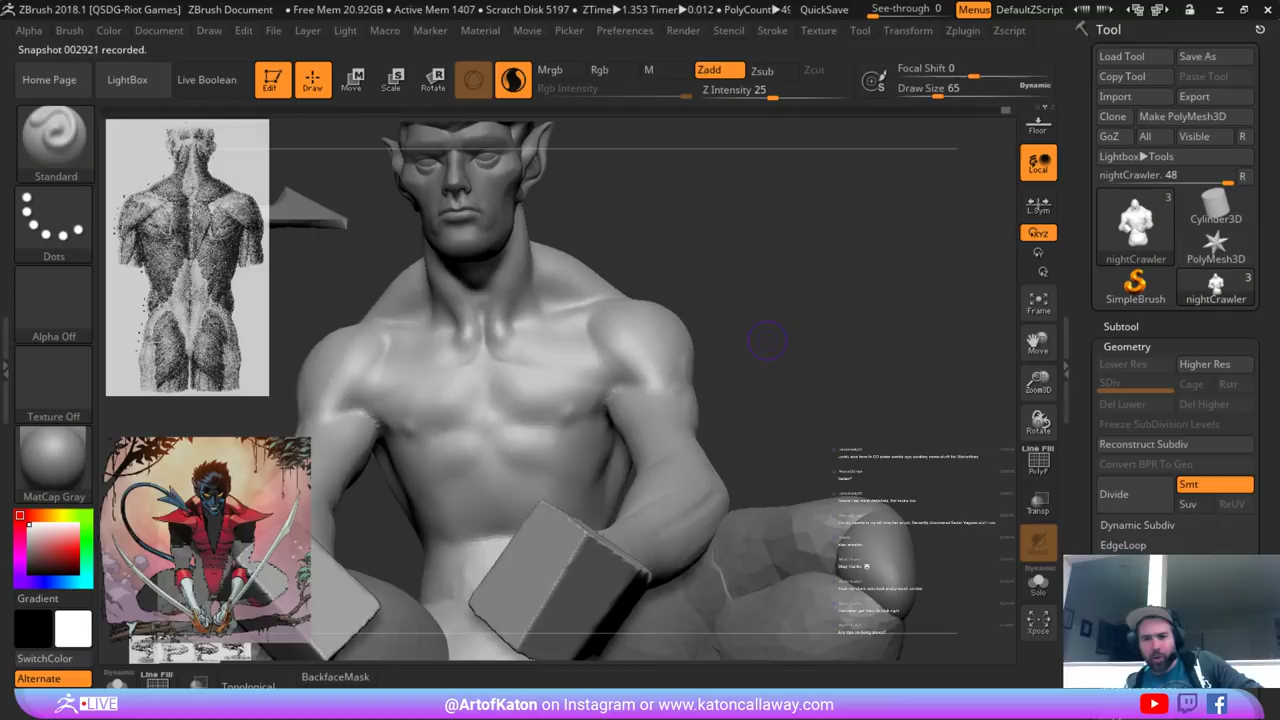 ZBrush 2018.1 [QSDG-Riot Games]
ZBrush Document
• Free Mem 20.92GB • Active Mem 1407 • Scratch Disk 5197 • ZTime▶1.353 Timer▶0.012 • PolyCount▶
QuickSave
See-through 0
Menus
DefaultZScript
Alpha
Brush
Color
Document
Draw
Edit
File
Layer
Light
Macro
Marker
Material
Movie
Picker
Preferences
Render
Stencil
Stroke
Texture
Tool
Transform
Zplugin
Zscript
Snapshot 002921 recorded.
Home Page
LightBox
Live Boolean
Edit
Draw
Move
Scale
Rotate
Mrgb
Rgb
M
Rgb Intensity
Zadd
Zsub
Zcut
Z Intensity 25
Focal Shift 0
Draw Size 65
Dynamic
Standard
Dots
Alpha Off
Texture Off
MatCap Gray
Gradient
SwitchColor
Alternate
Floor
Local
L.Sym
XYZ
Frame
Move
Zoom3D
Rotate
Line Fill
PolyF
Transp
Dynamic
Solo
Xpose
Tool
Load Tool
Save As
Copy Tool
Paste Tool
Import
Export
Clone
Make PolyMesh3D
GoZ
All
Visible
R
Lightbox▶Tools
nightCrawler. 48
R
3
nightCrawler
Cylinder3D
PolyMesh3D
SimpleBrush
3
nightCrawler
Subtool
Geometry
Lower Res
Higher Res
SDiv
Cage
Rstr
Del Lower
Del Higher
Freeze SubDivision Levels
Reconstruct Subdiv
Convert BPR To Geo
Divide
Smt
Suv
ReUV
Dynamic Subdiv
EdgeLoop
Dynamic
Line Fill
Topological
BackfaceMask
LIVE
@ArtofKaton on Instagram or www.katoncallaway.com